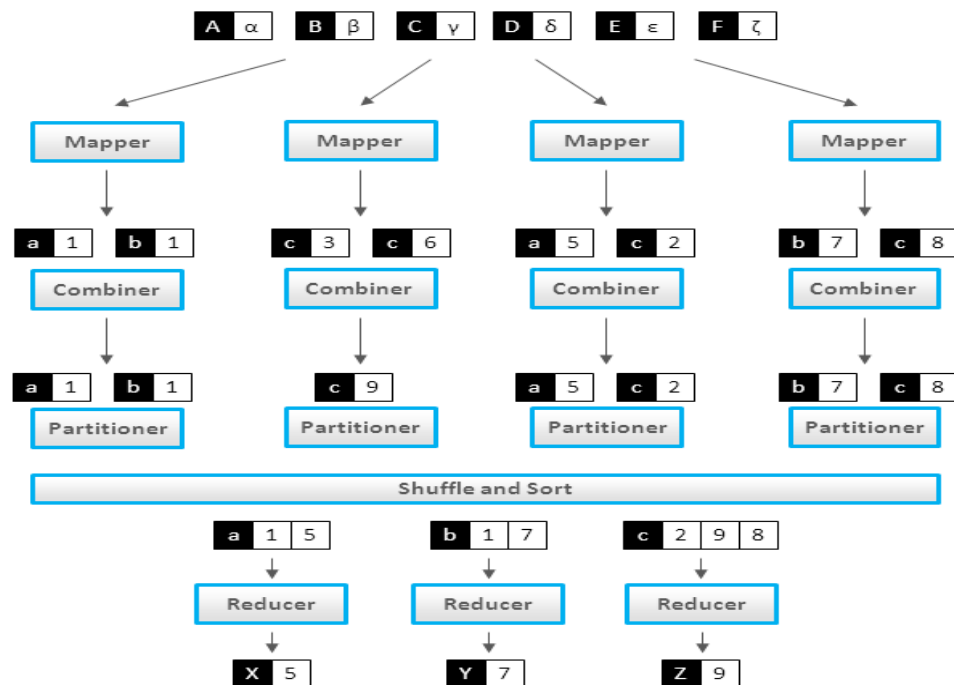 A α B β C γ D δ E ε F ζ
Mapper Mapper Mapper Mapper
a 1 b 1 c 3 c 6 a 5 c 2 b 7 c 8
Combiner Combiner Combiner Combiner
a 1 b 1 c 9 a 5 c 2 b 7 c 8
Partitioner Partitioner Partitioner Partitioner
Shuffle and Sort
a 1 5 b 1 7 c 2 9 8
Reducer Reducer Reducer
X 5 Y 7 Z 9